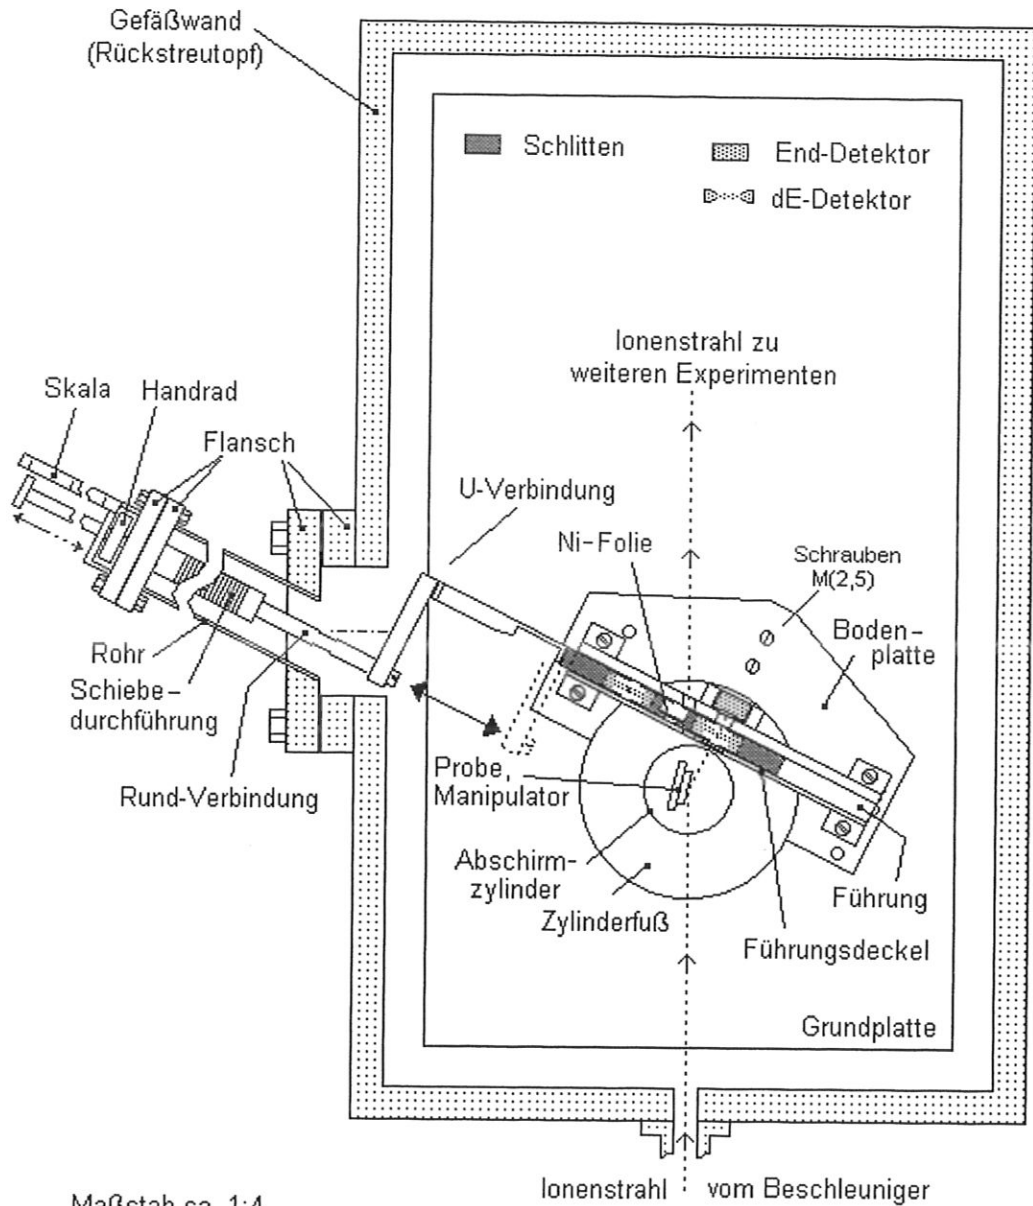 Gefäßwand
(Rückstreutopf)
Schlitten
End-Detektor
dE-Detektor
Ionenstrahl zu
weiteren Experimenten
Skala
Handrad
Flansch
U-Verbindung
Ni-Folie
Schrauben
M(2,5)
Boden-
platte
Rohr
Schiebe-
durchführung
Rund-Verbindung
Probe,
Manipulator
Abschirm-
zylinder
Zylinderfuß
Führung
Führungsdeckel
Grundplatte
Ionenstrahl vom Beschleuniger
Maßstab ca. 1:4